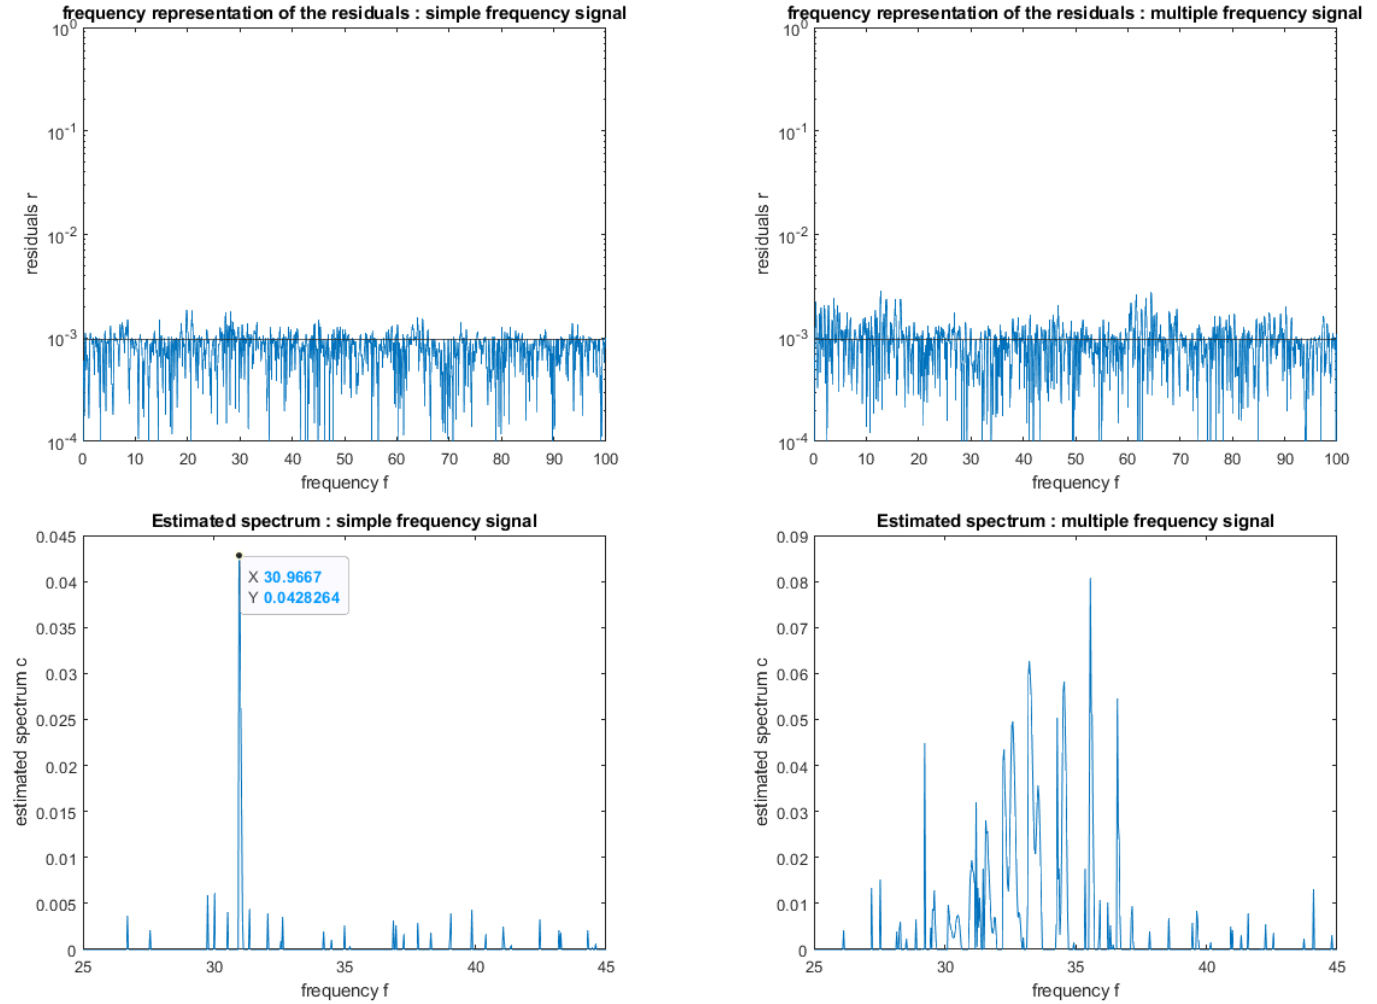 frequency representation of the residuals : simple frequency signal
10^0
10^-1
10^-2
10^-3
10^-4
residuals r
0 10 20 30 40 50 60 70 80 90 100
frequency f
frequency representation of the residuals : multiple frequency signal
10^0
10^-1
10^-2
10^-3
10^-4
residuals r
0 10 20 30 40 50 60 70 80 90 100
frequency f
Estimated spectrum : simple frequency signal
0.045
0.04
0.035
0.03
0.025
0.02
0.015
0.01
0.005
0
estimated spectrum c
X 30.9667
Y 0.0428264
25 30 35 40 45
frequency f
Estimated spectrum : multiple frequency signal
0.09
0.08
0.07
0.06
0.05
0.04
0.03
0.02
0.01
0
estimated spectrum c
25 30 35 40 45
frequency f